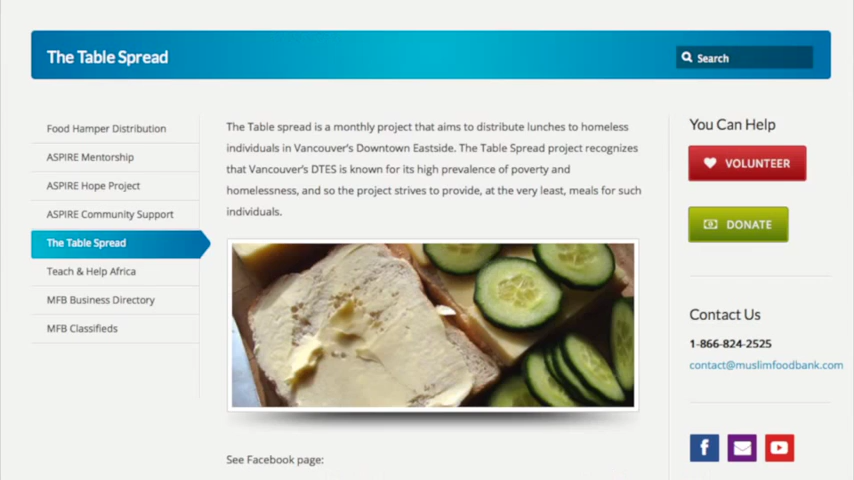 The Table Spread
Search
Food Hamper Distribution
ASPIRE Mentorship
ASPIRE Hope Project
ASPIRE Community Support
The Table Spread
Teach & Help Africa
MFB Business Directory
MFB Classifieds
The Table spread is a monthly project that aims to distribute lunches to homeless
individuals in Vancouver's Downtown Eastside. The Table Spread project recognizes
that Vancouver's DTES is known for its high prevalence of poverty and
homelessness, and so the project strives to provide, at the very least, meals for such
individuals.
See Facebook page:
You Can Help
VOLUNTEER
DONATE
Contact Us
1-866-824-2525
contact@muslimfoodbank.com
f